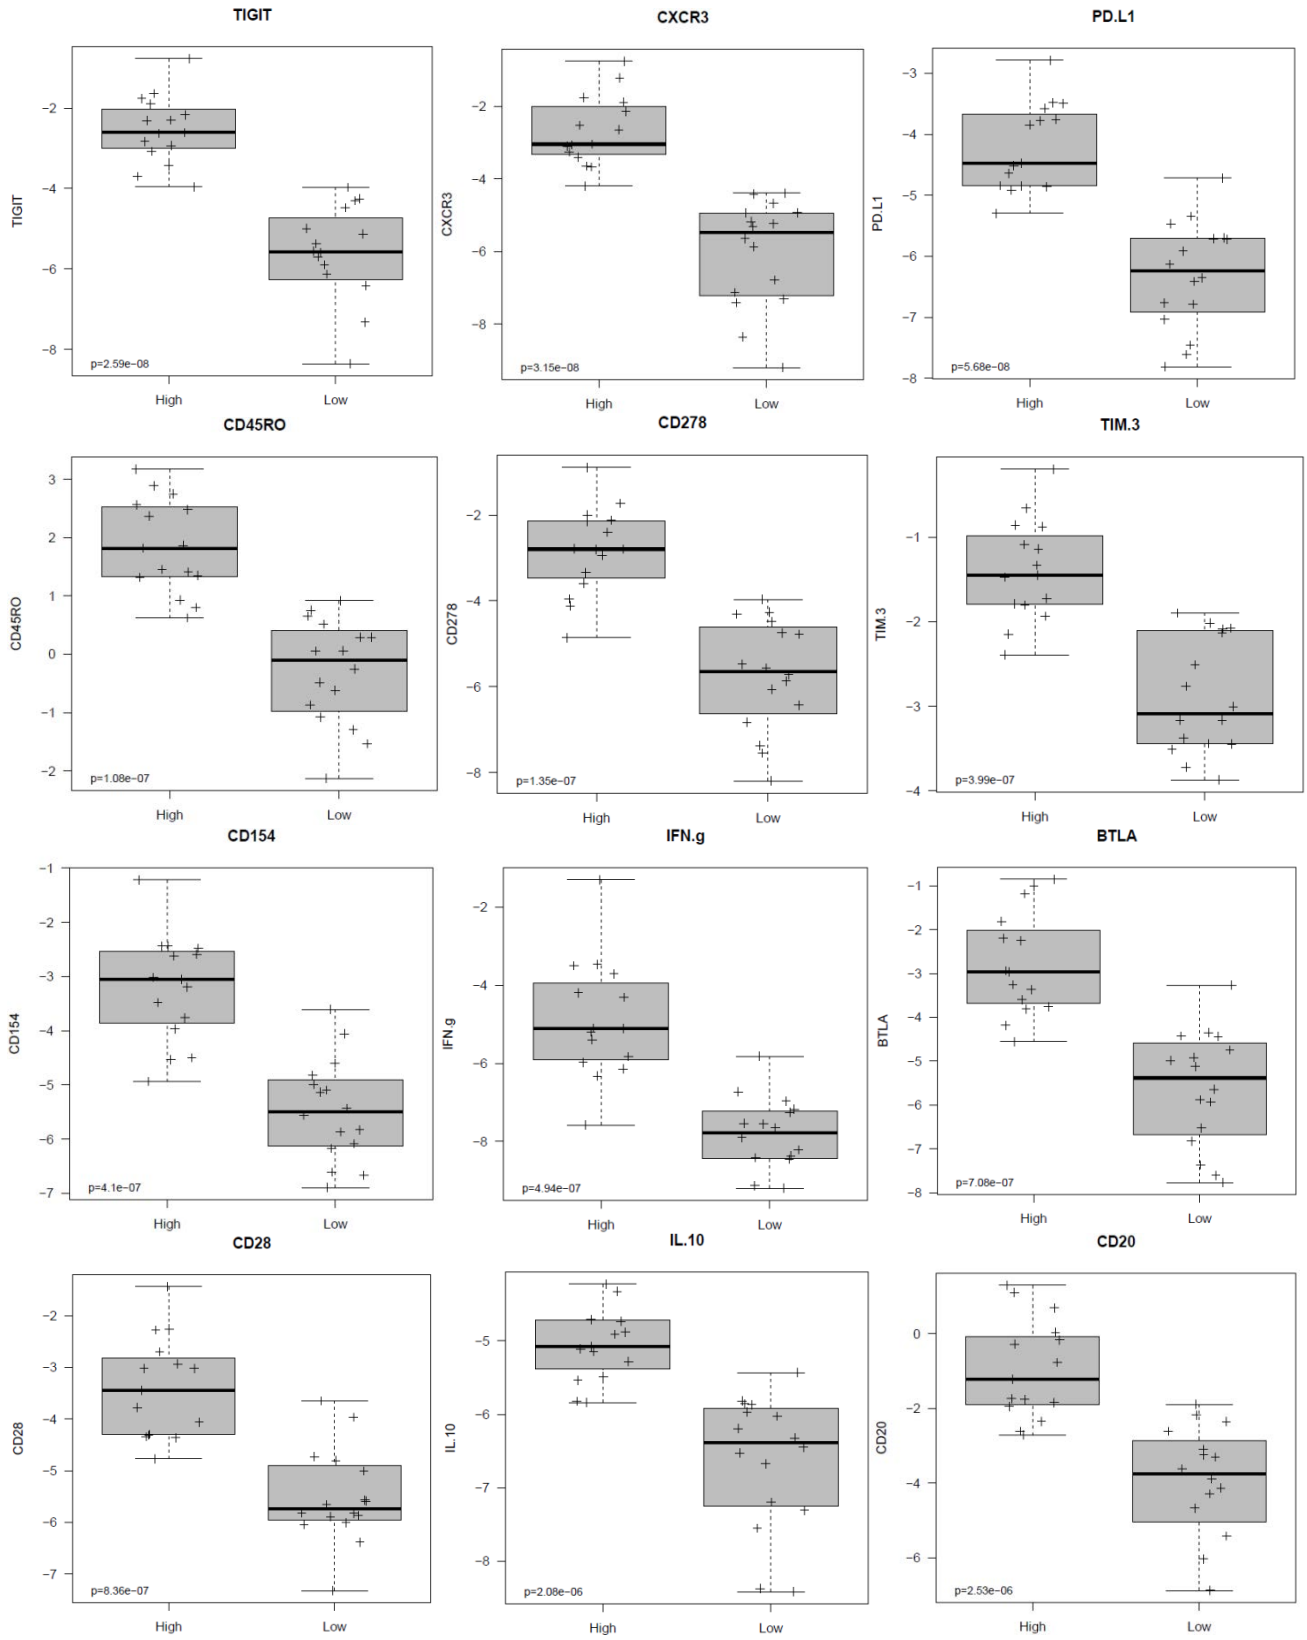 TIGIT
TIGIT
−2
−4
−6
−8
p=2.59e−08
High
Low
CXCR3
CXCR3
−2
−4
−6
−8
p=3.15e−08
High
Low
PD.L1
PD.L1
−3
−4
−5
−6
−7
−8
p=5.68e−08
High
Low
CD45RO
CD45RO
3
2
1
0
−1
−2
p=1.08e−07
High
Low
CD278
CD278
−2
−4
−6
−8
p=1.35e−07
High
Low
TIM.3
TIM.3
−1
−2
−3
−4
p=3.99e−07
High
Low
CD154
CD154
−1
−2
−3
−4
−5
−6
−7
p=4.1e−07
High
Low
IFN.g
IFN.g
−2
−4
−6
−8
p=4.94e−07
High
Low
BTLA
BTLA
−1
−2
−3
−4
−5
−6
−7
−8
p=7.08e−07
High
Low
CD28
CD28
−2
−3
−4
−5
−6
−7
p=8.36e−07
High
Low
IL.10
IL.10
−5
−6
−7
−8
p=2.08e−06
High
Low
CD20
CD20
0
−2
−4
−6
p=2.53e−06
High
Low